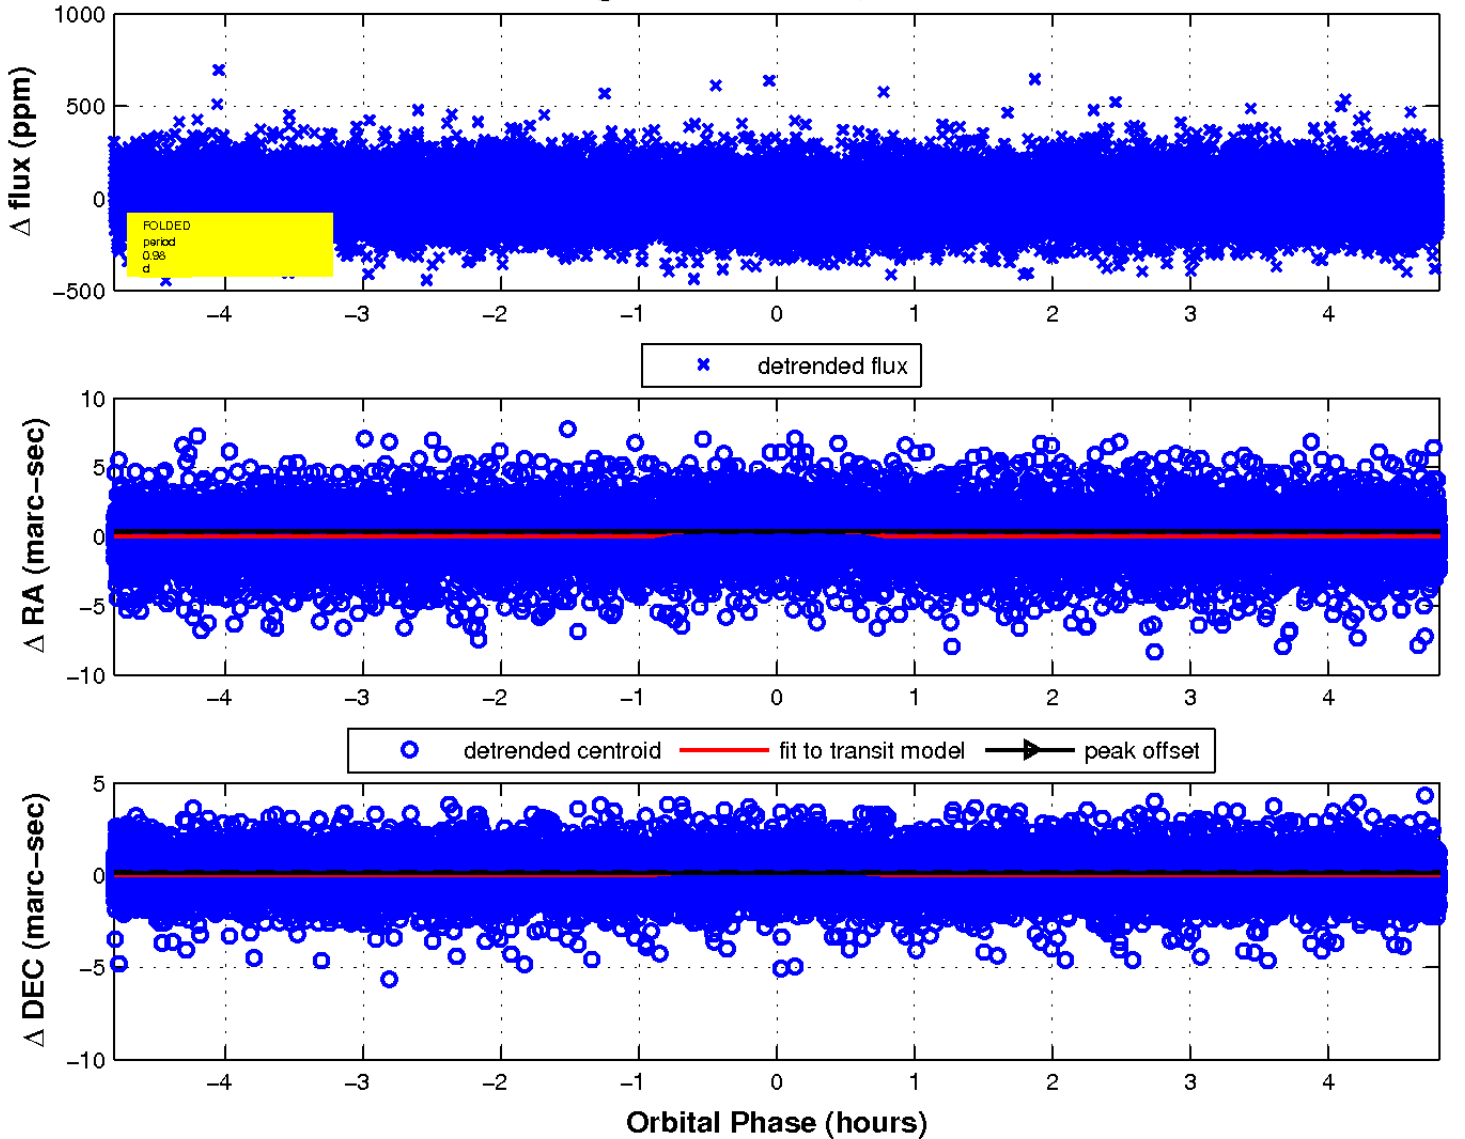 1000
500
0
−500
Δ flux (ppm)
FOLDED
period
0.98
d
−4 −3 −2 −1 0 1 2 3 4
detrended flux
10
5
0
−5
−10
Δ RA (marc−sec)
−4 −3 −2 −1 0 1 2 3 4
detrended centroid fit to transit model peak offset
5
0
−5
−10
Δ DEC (marc−sec)
−4 −3 −2 −1 0 1 2 3 4
Orbital Phase (hours)